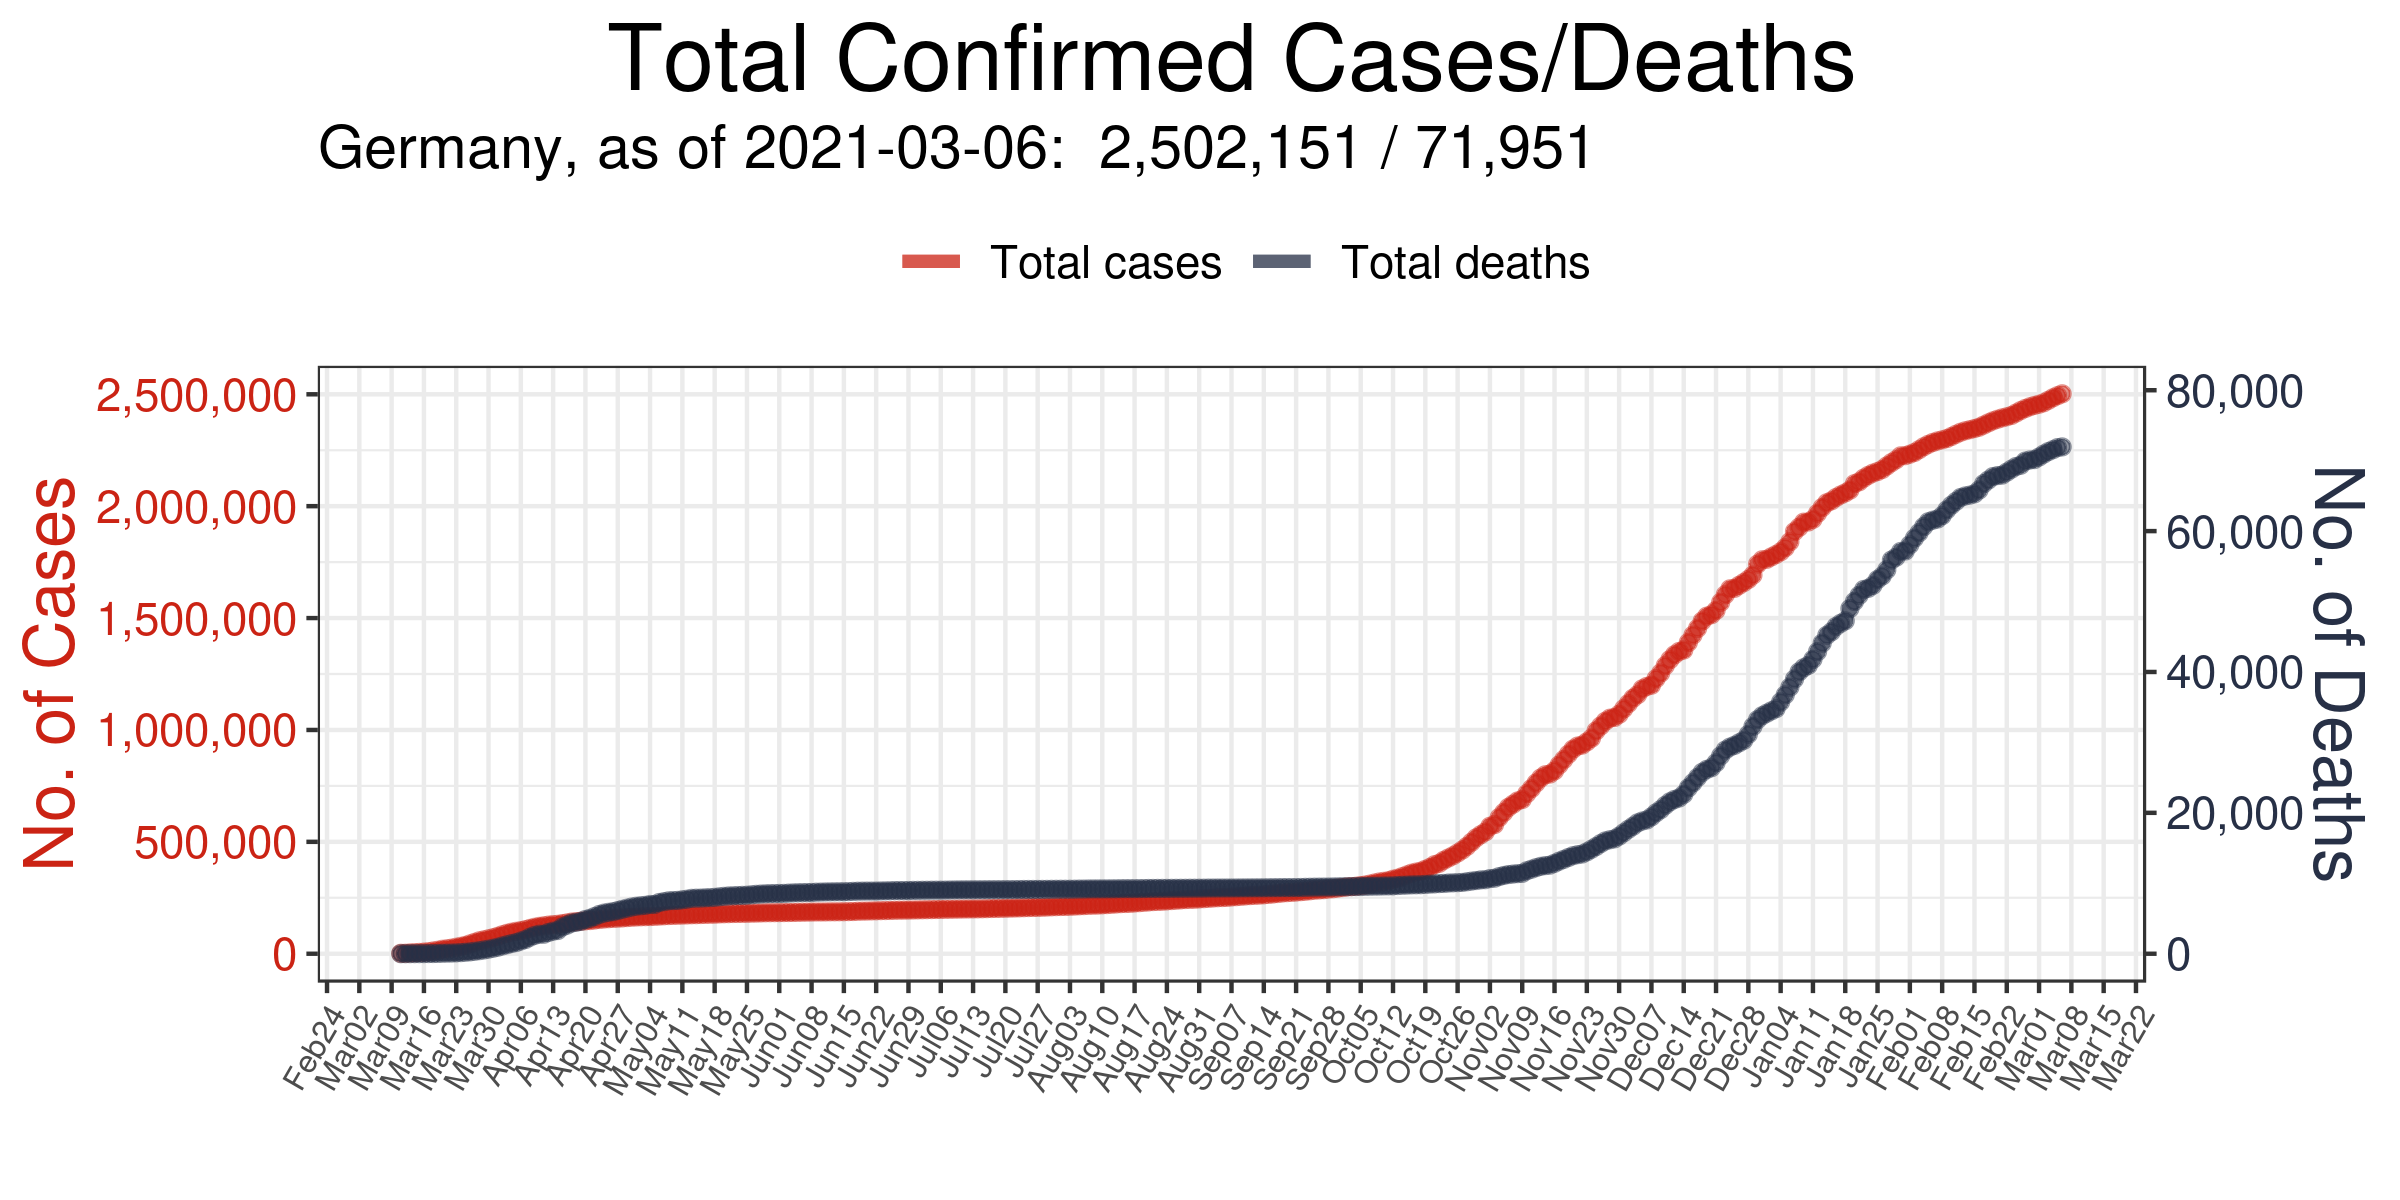 Total Confirmed Cases/Deaths
Germany, as of 2021-03-06:  2,502,151 / 71,951
Total cases
Total deaths
No. of Cases
2,500,000
2,000,000
1,500,000
1,000,000
500,000
0
80,000
60,000
40,000
20,000
0
No. of Deaths
Feb24
Mar02
Mar09
Mar16
Mar23
Mar30
Apr06
Apr13
Apr20
Apr27
May04
May11
May18
May25
Jun01
Jun08
Jun15
Jun22
Jun29
Jul06
Jul13
Jul20
Jul27
Aug03
Aug10
Aug17
Aug24
Aug31
Sep07
Sep14
Sep21
Sep28
Oct05
Oct12
Oct19
Oct26
Nov02
Nov09
Nov16
Nov23
Nov30
Dec07
Dec14
Dec21
Dec28
Jan04
Jan11
Jan18
Jan25
Feb01
Feb08
Feb15
Feb22
Mar01
Mar08
Mar15
Mar22